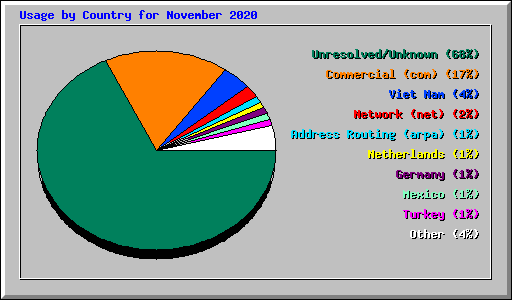 Usage by Country for November 2020
Unresolved/Unknown (68%)
Commercial (com) (17%)
Viet Nam (4%)
Network (net) (2%)
Address Routing (arpa) (1%)
Netherlands (1%)
Germany (1%)
Mexico (1%)
Turkey (1%)
Other (4%)